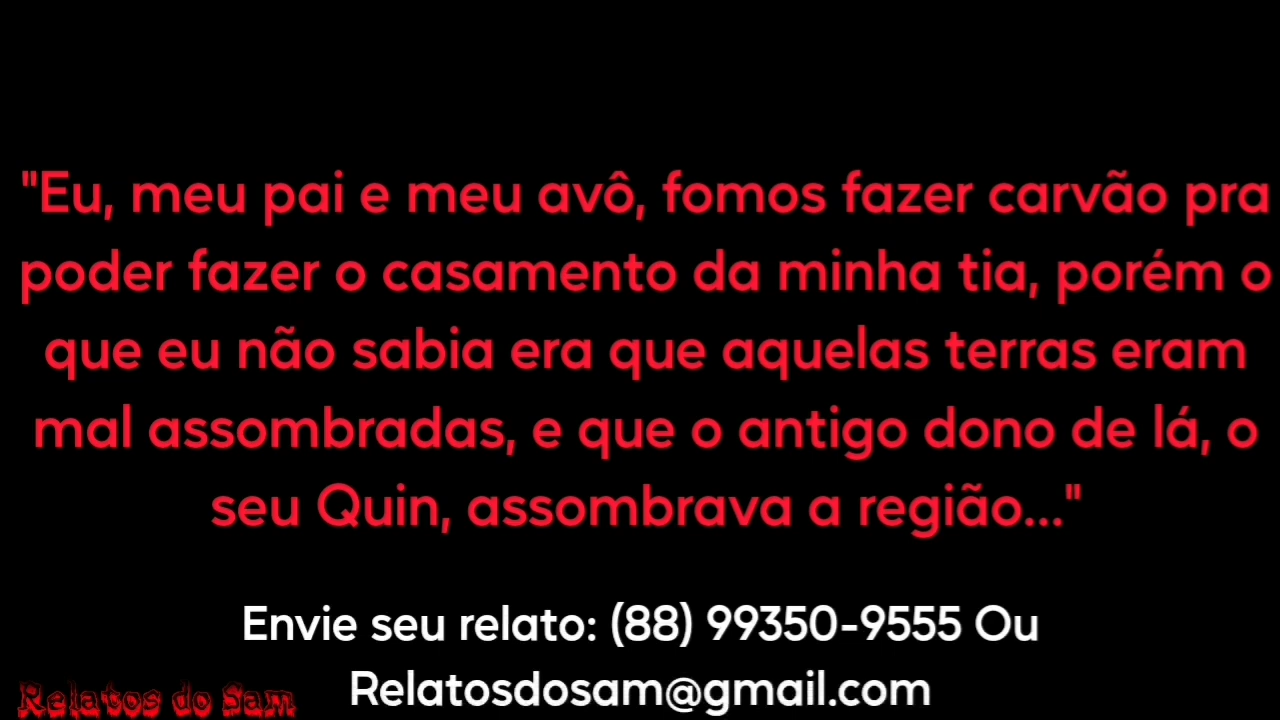 "Eu, meu pai e meu avô, fomos fazer carvão pra
poder fazer o casamento da minha tia, porém o
que eu não sabia era que aquelas terras eram
mal assombradas, e que o antigo dono de lá, o
seu Quin, assombrava a região..."
Envie seu relato: (88) 99350-9555 Ou
Relatosdosam@gmail.com
Relatos do Sam